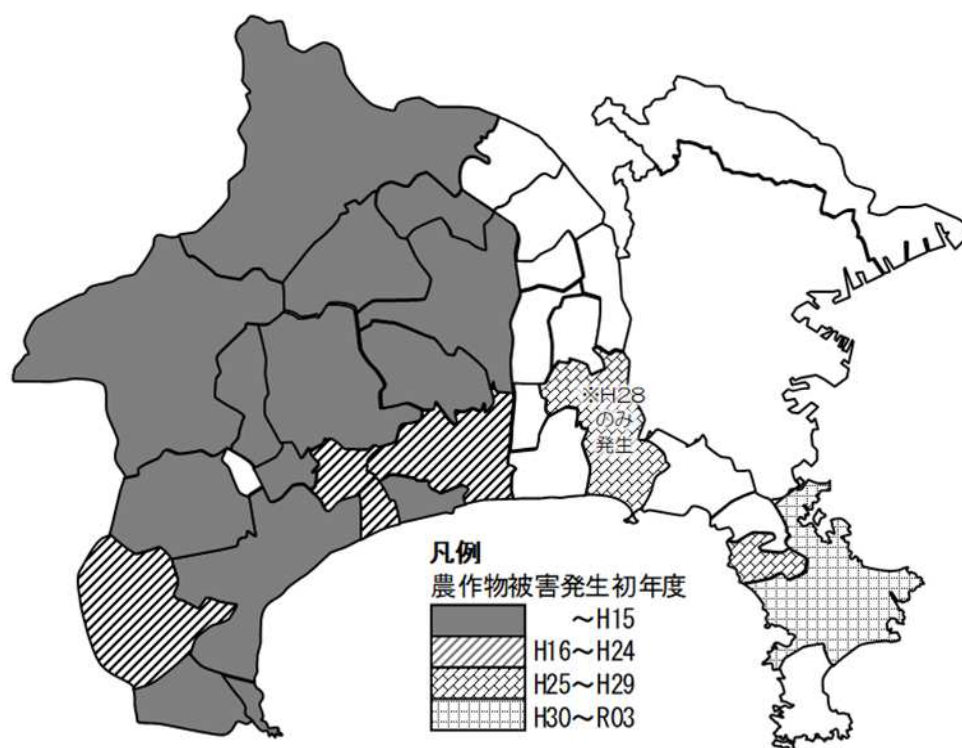 ※H28
のみ
発生
凡例
農作物被害発生初年度
～H15
H16～H24
H25～H29
H30～R03